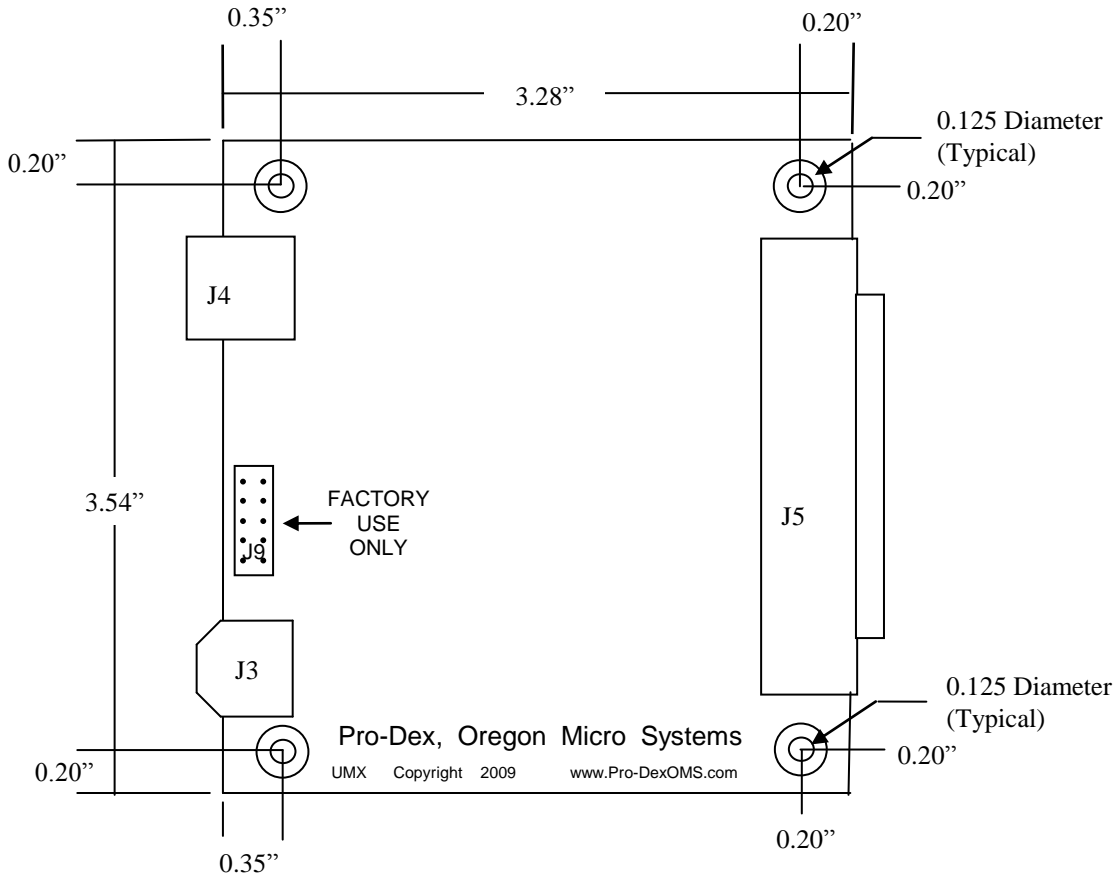 0.35”
0.20”
3.28”
0.125 Diameter
(Typical)
0.20”
0.20”
J4
3.54”
FACTORY
USE
ONLY
J9
J5
J3
0.125 Diameter
(Typical)
Pro-Dex, Oregon Micro Systems
UMX Copyright 2009 www.Pro-DexOMS.com
0.20”
0.20”
0.20”
0.35”